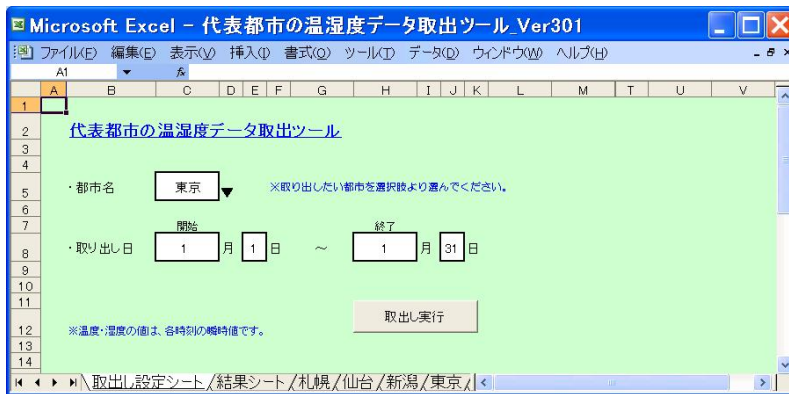 Microsoft Excel - 代表都市の温湿度データ取出ツール_Ver301
ファイル(F) 編集(E) 表示(V) 挿入(I) 書式(O) ツール(T) データ(D) ウィンドウ(W) ヘルプ(H)
A1 fx
A B C D E F G H I J K L M T U V
1
2 代表都市の温湿度データ取出ツール
3
4
5 ・都市名 東京 ▼ ※取り出したい都市を選択肢より選んでください。
6
7 開始 終了
8 ・取り出し日 1 月 1 日 ～ 1 月 31 日
9
10
11 取出し実行
12 ※温度・湿度の値は、各時刻の瞬時値です。
13
14
取出し設定シート/結果シート/札幌/仙台/新潟/東京/